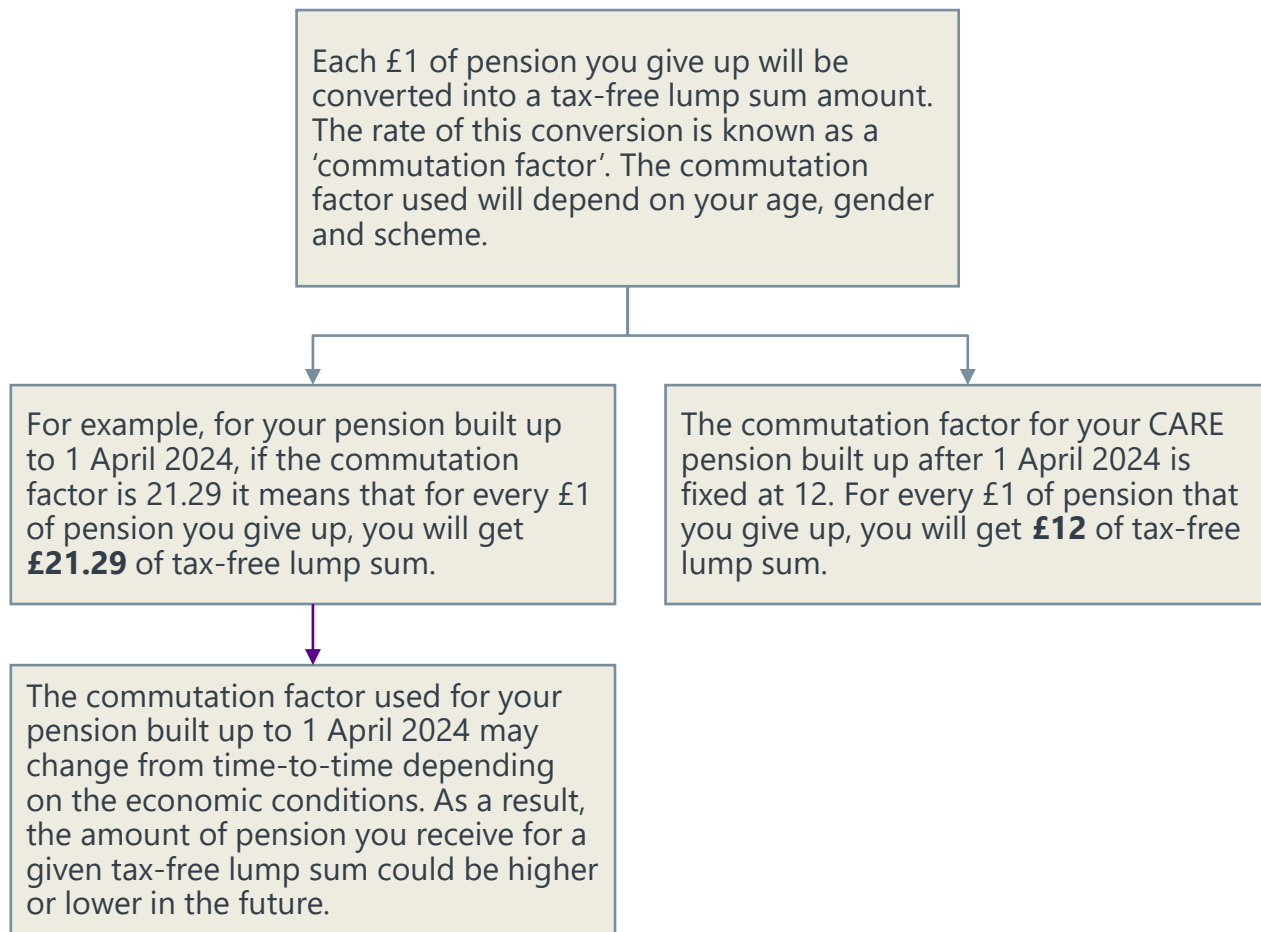 Each £1 of pension you give up will be
converted into a tax-free lump sum amount.
The rate of this conversion is known as a
‘commutation factor’. The commutation
factor used will depend on your age, gender
and scheme.
For example, for your pension built up
to 1 April 2024, if the commutation
factor is 21.29 it means that for every £1
of pension you give up, you will get
£21.29 of tax-free lump sum.
The commutation factor for your CARE
pension built up after 1 April 2024 is
fixed at 12. For every £1 of pension that
you give up, you will get £12 of tax-free
lump sum.
The commutation factor used for your
pension built up to 1 April 2024 may
change from time-to-time depending
on the economic conditions. As a result,
the amount of pension you receive for a
given tax-free lump sum could be higher
or lower in the future.